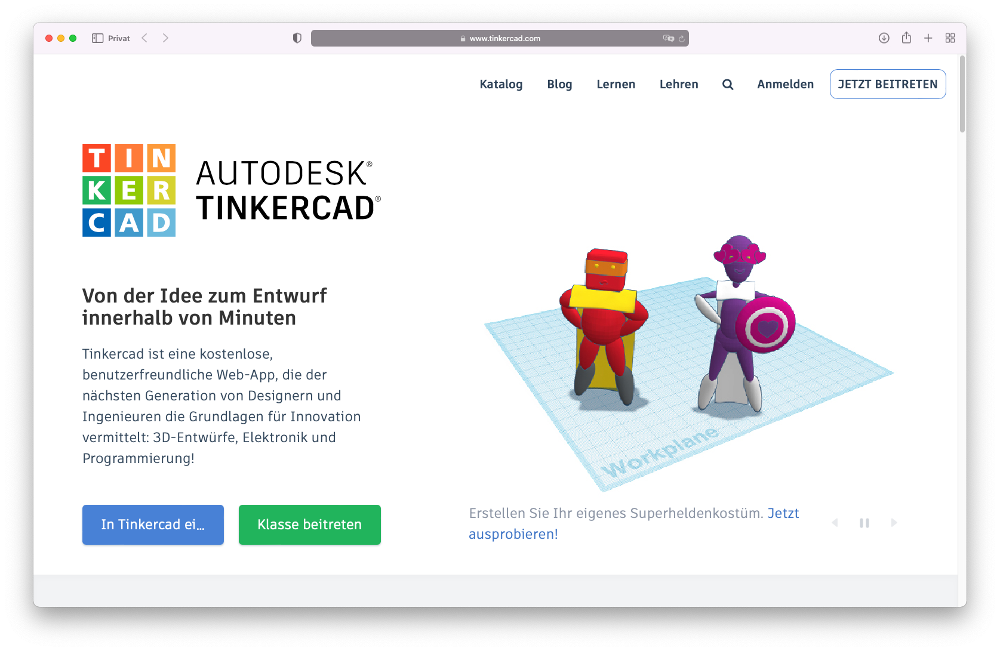 Privat
www.tinkercad.com
Katalog Blog Lernen Lehren Anmelden JETZT BEITRETEN
TIN
KER
CAD
AUTODESK®
TINKERCAD®
Von der Idee zum Entwurf
innerhalb von Minuten
Tinkercad ist eine kostenlose,
benutzerfreundliche Web-App, die der
nächsten Generation von Designern und
Ingenieuren die Grundlagen für Innovation
vermittelt: 3D-Entwürfe, Elektronik und
Programmierung!
In Tinkercad ei...
Klasse beitreten
Workplane
Erstellen Sie Ihr eigenes Superheldenkostüm. Jetzt
ausprobieren!